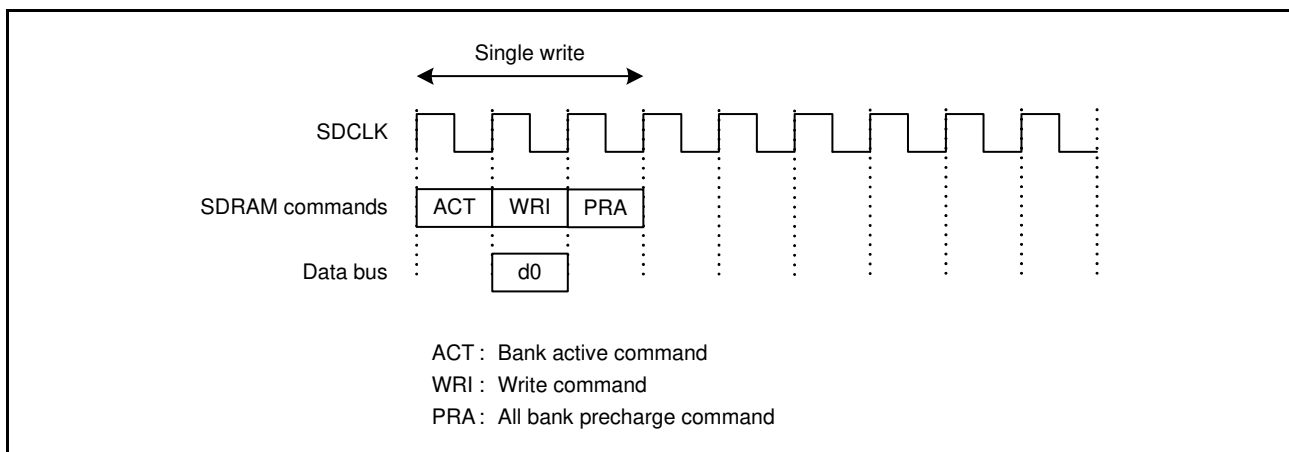 Single write
SDCLK
SDRAM commands ACT WRI PRA
Data bus d0
ACT : Bank active command
WRI : Write command
PRA : All bank precharge command